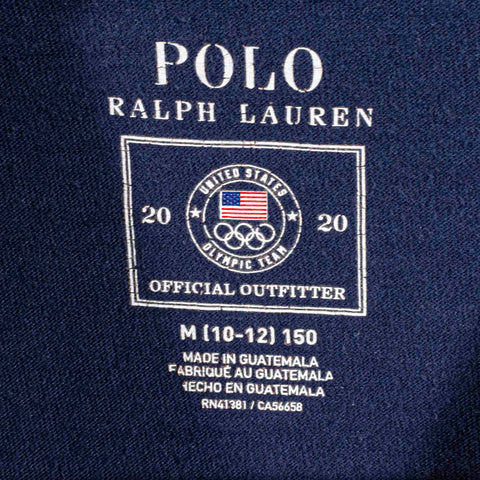 POLO
RALPH LAUREN
UNITED STATES
20 20
OLYMPIC TEAM
OFFICIAL OUTFITTER
M (10-12) 150
MADE IN GUATEMALA
FABRIQUÉ AU GUATEMALA
HECHO EN GUATEMALA
RN41381 / CA56658